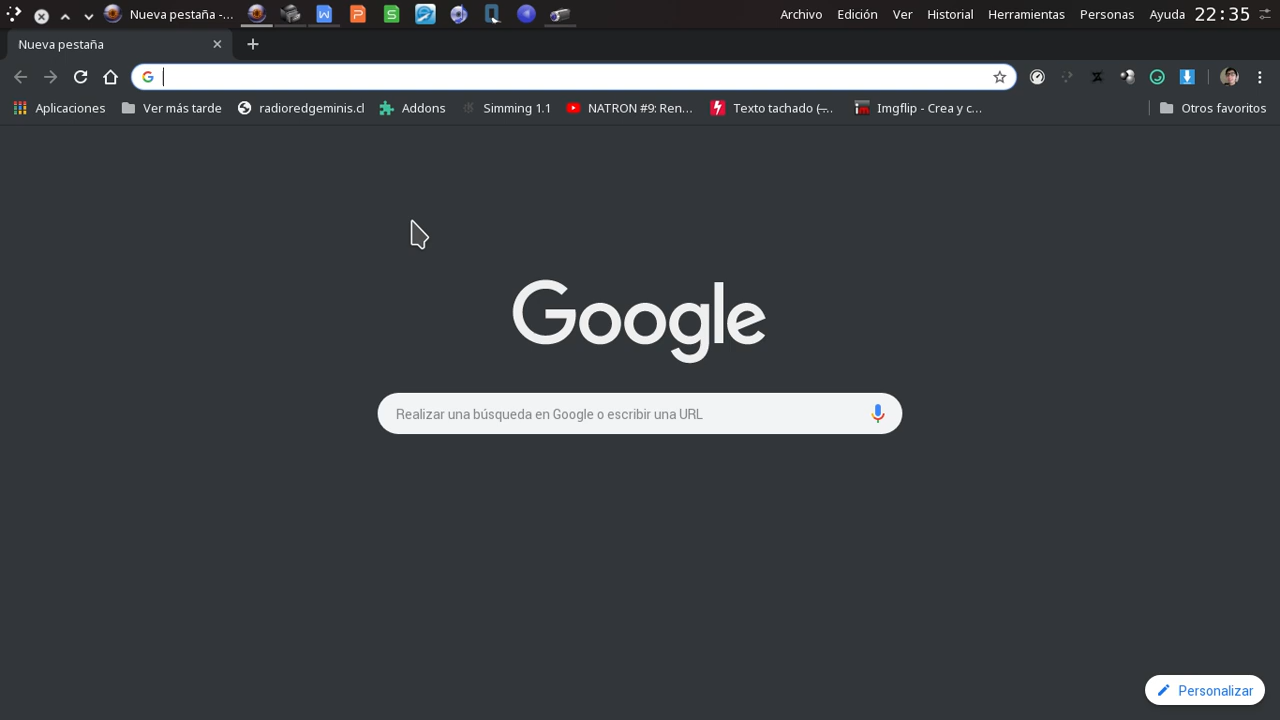 Nueva pestaña -...
Archivo Edición Ver Historial Herramientas Personas Ayuda 22:35
Nueva pestaña
Aplicaciones Ver más tarde radioredgeminis.cl Addons Simming 1.1 NATRON #9: Ren... Texto tachado (... Imgflip - Crea y c... Otros favoritos
Google
Realizar una búsqueda en Google o escribir una URL
Personalizar